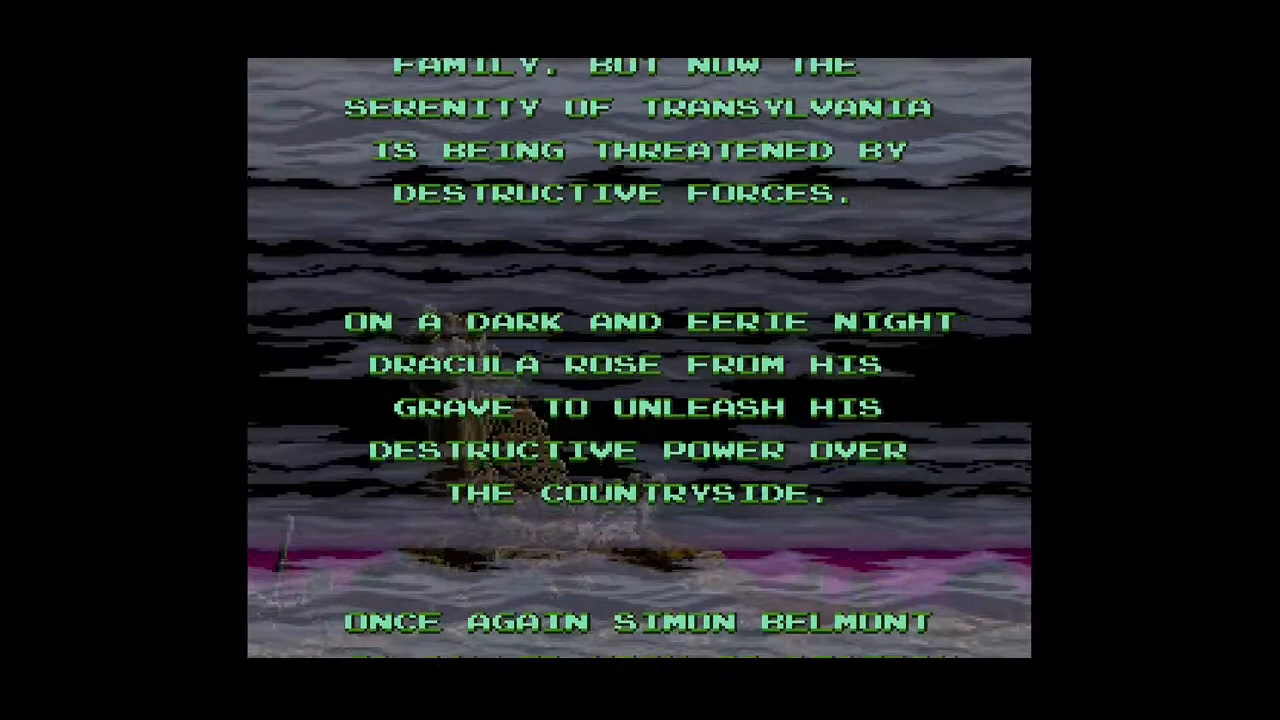 FAMILY. BUT NOW THE
SERENITY OF TRANSYLVANIA
IS BEING THREATENED BY
DESTRUCTIVE FORCES.
ON A DARK AND EERIE NIGHT
DRACULA ROSE FROM HIS
GRAVE TO UNLEASH HIS
DESTRUCTIVE POWER OVER
THE COUNTRYSIDE.
ONCE AGAIN SIMON BELMONT